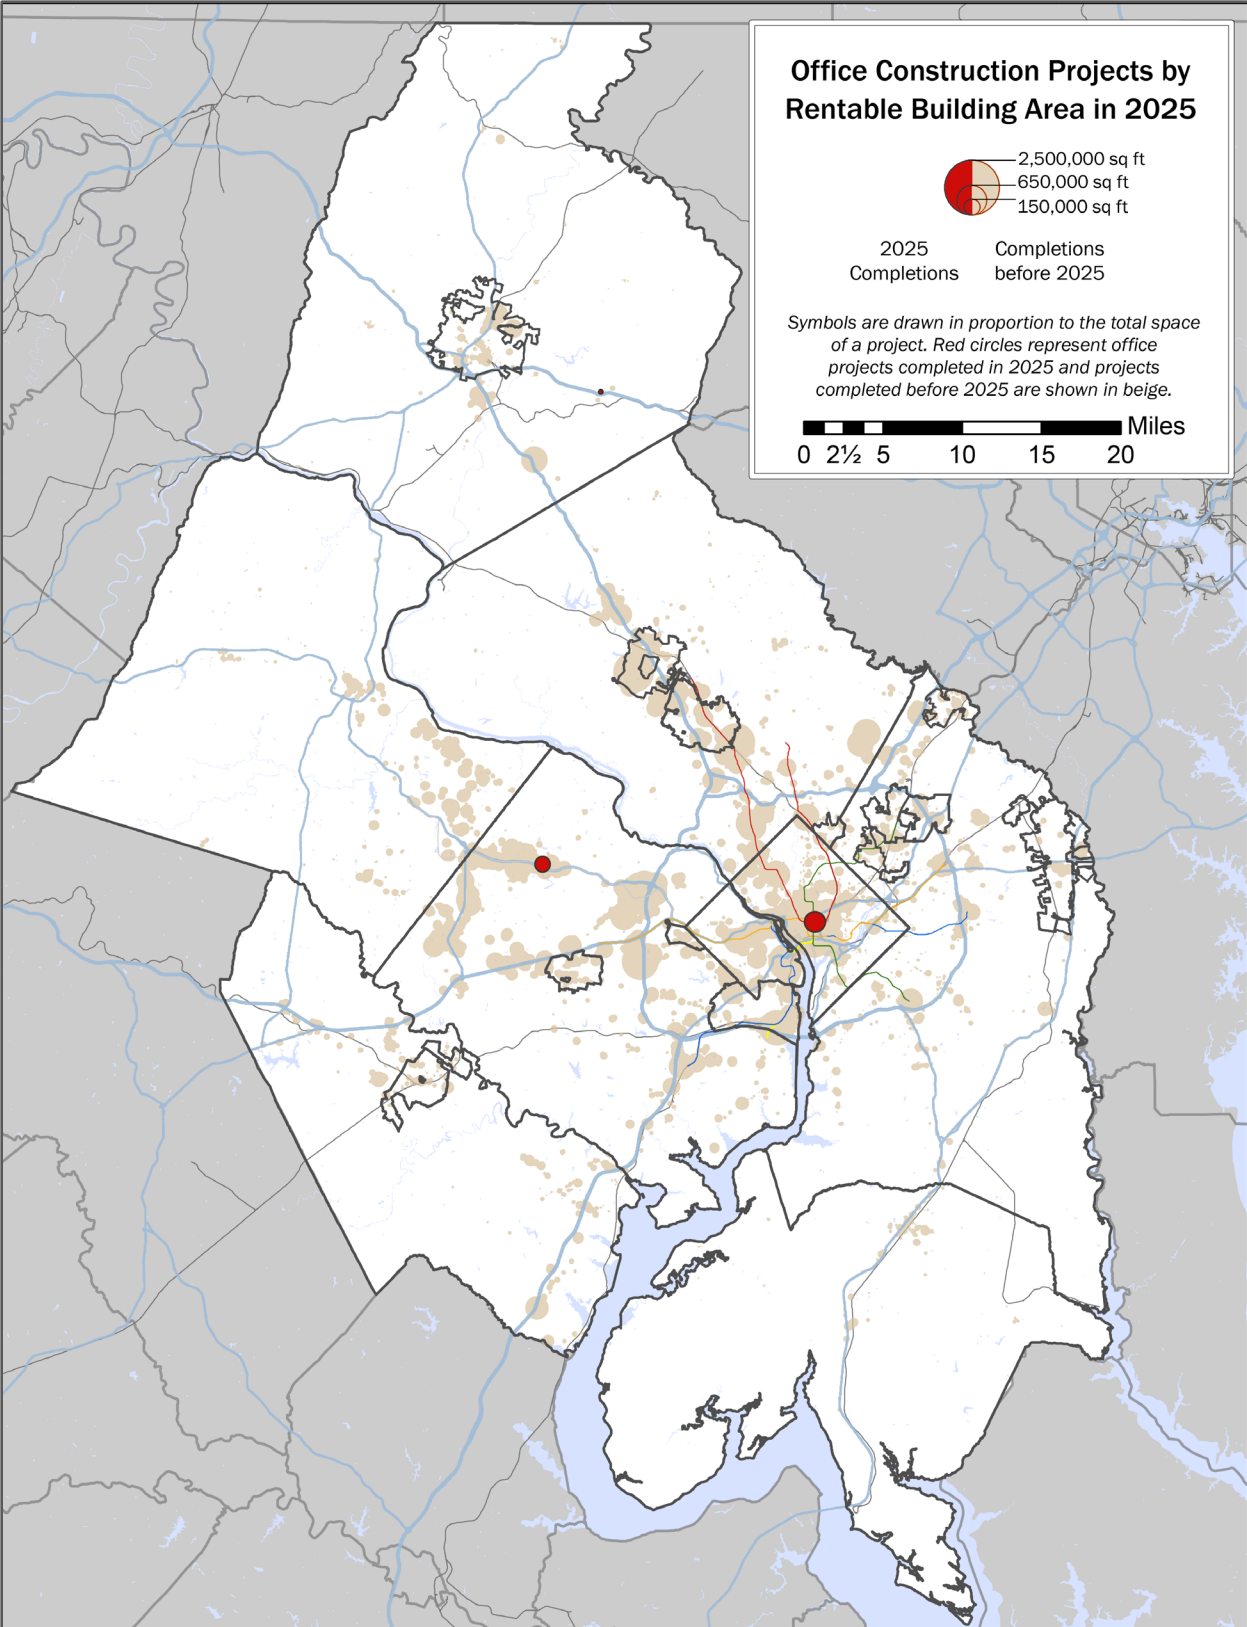 Office Construction Projects by
Rentable Building Area in 2025
2,500,000 sq ft
650,000 sq ft
150,000 sq ft
2025
Completions
Completions
before 2025
Symbols are drawn in proportion to the total space
of a project. Red circles represent office
projects completed in 2025 and projects
completed before 2025 are shown in beige.
Miles
0 2½ 5 10 15 20